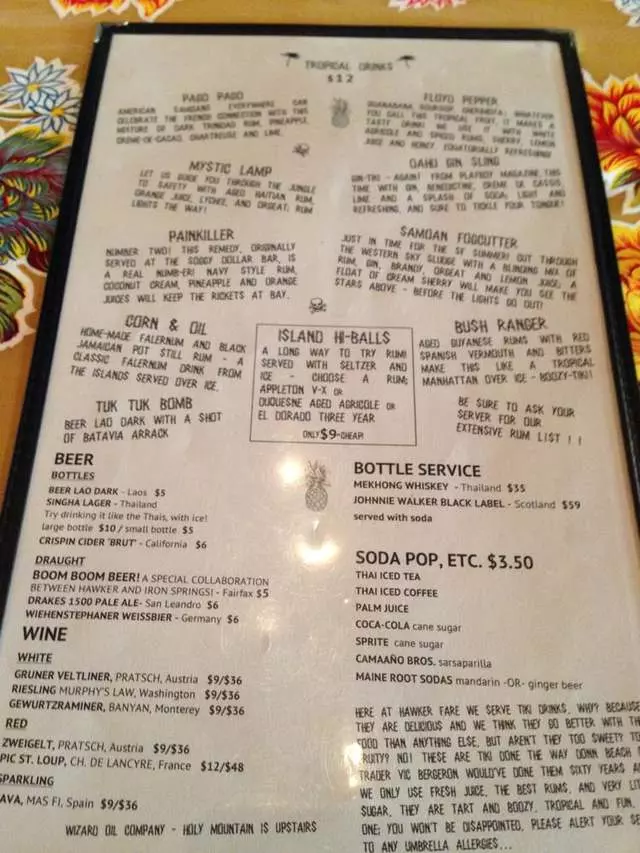 TROPICAL DRINKS
$12
PAGO PAGO
AMERICAN SAMOANS EVERYWHERE CAN
CELEBRATE THE FRENCH CONNECTION WITH THIS
MIXTURE OF DARK TRINIDAD RUM, PINEAPPLE,
CREME-DE-CACAO, CHARTREUSE AND LIME.
MYSTIC LAMP
LET US GUIDE YOU THROUGH THE JUNGLE
TO SAFETY WITH AGED HAITIAN RUM,
ORANGE JUICE, LYCHEE, AND ORGEAT; RUM
LIGHTS THE WAY!
PAINKILLER
NUMBER TWO! THIS REMEDY, ORIGINALLY
SERVED AT THE SOGGY DOLLAR BAR, IS
A REAL NUMB-ER! NAVY STYLE RUM,
COCONUT CREAM, PINEAPPLE AND ORANGE
JUICES WILL KEEP THE RICKETS AT BAY.
CORN & OIL
HOME-MADE FALERNUM AND BLACK
JAMAICAN POT STILL RUM - A
CLASSIC FALERNUM DRINK FROM
THE ISLANDS SERVED OVER ICE.
TUK TUK BOMB
BEER LAO DARK WITH A SHOT
OF BATAVIA ARRACK
FLOYD PEPPER
GUANABANA, SOURSOP, CHERIMOYA; WHATEVER
YOU CALL THIS TROPICAL FRUIT, IT MAKES A
TASTY DRINK! WE USE IT WITH WHITE
AGRICOLE AND SPICED RUMS, SHERRY, LEMON
JUICE AND HONEY. EQUATORIALLY REFRESHING!
OAHU GIN SLING
GIN-TIKI - AGAIN! FROM PLAYBOY MAGAZINE, THIS
TIME WITH GIN, BENEDICTINE, CRÈME DE CASSIS,
LIME AND A SPLASH OF SODA; LIGHT AND
REFRESHING, AND SURE TO TICKLE YOUR TONGUE!
SAMOAN FOGCUTTER
JUST IN TIME FOR THE SF SUMMER! CUT THROUGH
THE WESTERN SKY SLUDGE WITH A BLINDING MIX OF
RUM, GIN, BRANDY, ORGEAT AND LEMON JUICE; A
FLOAT OF CREAM SHERRY WILL MAKE YOU SEE THE
STARS ABOVE - BEFORE THE LIGHTS GO OUT!
ISLAND HI-BALLS
A LONG WAY TO TRY RUM!
SERVED WITH SELTZER AND
ICE - CHOOSE A RUM;
APPLETON V-X OR
DUQUESNE AGED AGRICOLE OR
EL DORADO THREE YEAR
ONLY $9-CHEAP!
BUSH RANGER
AGED GUYANESE RUMS WITH RED
SPANISH VERMOUTH AND BITTERS
MAKE THIS LIKE A TROPICAL
MANHATTAN OVER ICE - BOOZY-TIKI!
BE SURE TO ASK YOUR
SERVER FOR OUR
EXTENSIVE RUM LIST ! !
BEER
BOTTLES
BEER LAO DARK - Laos $5
SINGHA LAGER - Thailand
Try drinking it like the Thais, with ice!
large bottle $10 / small bottle $5
CRISPIN CIDER 'BRUT' - California $6
DRAUGHT
BOOM BOOM BEER! A SPECIAL COLLABORATION
BETWEEN HAWKER AND IRON SPRINGS! - Fairfax $5
DRAKES 1500 PALE ALE- San Leandro $6
WIEHENSTEPHANER WEISSBIER - Germany $6
WINE
WHITE
GRUNER VELTLINER, PRATSCH, Austria $9/$36
RIESLING MURPHY'S LAW, Washington $9/$36
GEWURTZRAMINER, BANYAN, Monterey $9/$36
RED
ZWEIGELT, PRATSCH, Austria $9/$36
PIC ST. LOUP, CH. DE LANCYRE, France $12/$48
SPARKLING
AVA, MAS FI, Spain $9/$36
WIZARD OIL COMPANY - HOLY MOUNTAIN IS UPSTAIRS
BOTTLE SERVICE
MEKHONG WHISKEY - Thailand $35
JOHNNIE WALKER BLACK LABEL - Scotland $59
served with soda
SODA POP, ETC. $3.50
THAI ICED TEA
THAI ICED COFFEE
PALM JUICE
COCA-COLA cane sugar
SPRITE cane sugar
CAMAAÑO BROS. sarsaparilla
MAINE ROOT SODAS mandarin -OR- ginger beer
HERE AT HAWKER FARE WE SERVE TIKI DRINKS. WHY? BECAUSE
THEY ARE DELICIOUS AND WE THINK THEY GO BETTER WITH TH
FOOD THAN ANYTHING ELSE. BUT AREN'T THEY TOO SWEET? TO
FRUITY? NO! THESE ARE TIKI DONE THE WAY DONN BEACH
TRADER VIC BERGERON WOULD'VE DONE THEM SIXTY YEARS A
WE ONLY USE FRESH JUICE, THE BEST RUMS, AND VERY LIT
SUGAR. THEY ARE TART AND BOOZY, TROPICAL AND FUN.
ONE; YOU WON'T BE DISAPPOINTED. PLEASE ALERT YOUR SE
TO ANY UMBRELLA ALLERGIES...